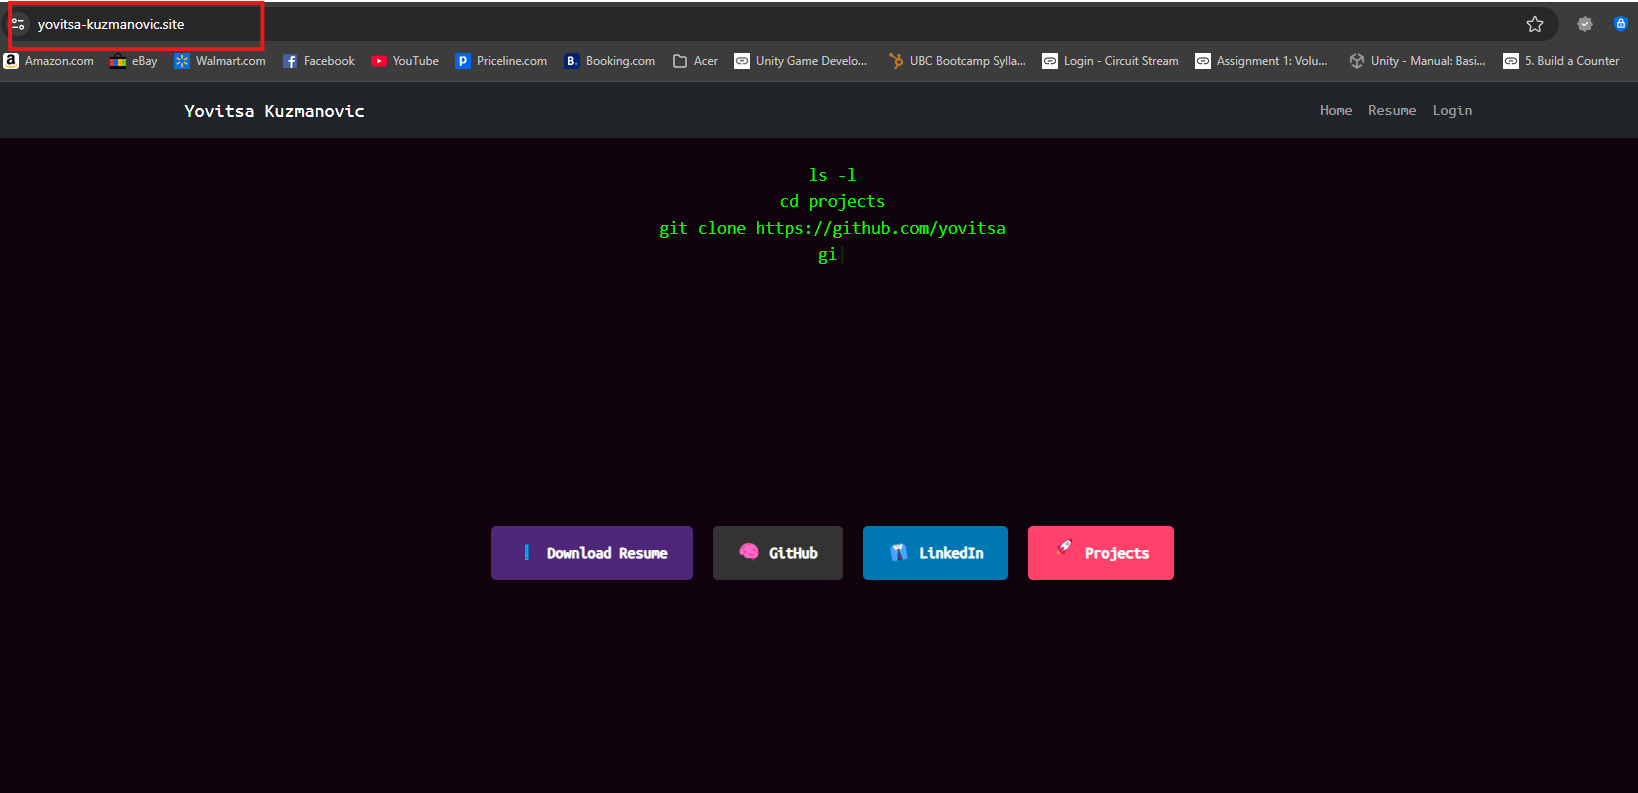 yovitsa-kuzmanovic.site
Amazon.com eBay Walmart.com Facebook YouTube Priceline.com Booking.com Acer Unity Game Develo... UBC Bootcamp Sylla... Login - Circuit Stream Assignment 1: Volu... Unity - Manual: Basi... 5. Build a Counter
Yovitsa Kuzmanovic Home Resume Login
ls -l
cd projects
git clone https://github.com/yovitsa
gi
Download Resume GitHub LinkedIn Projects